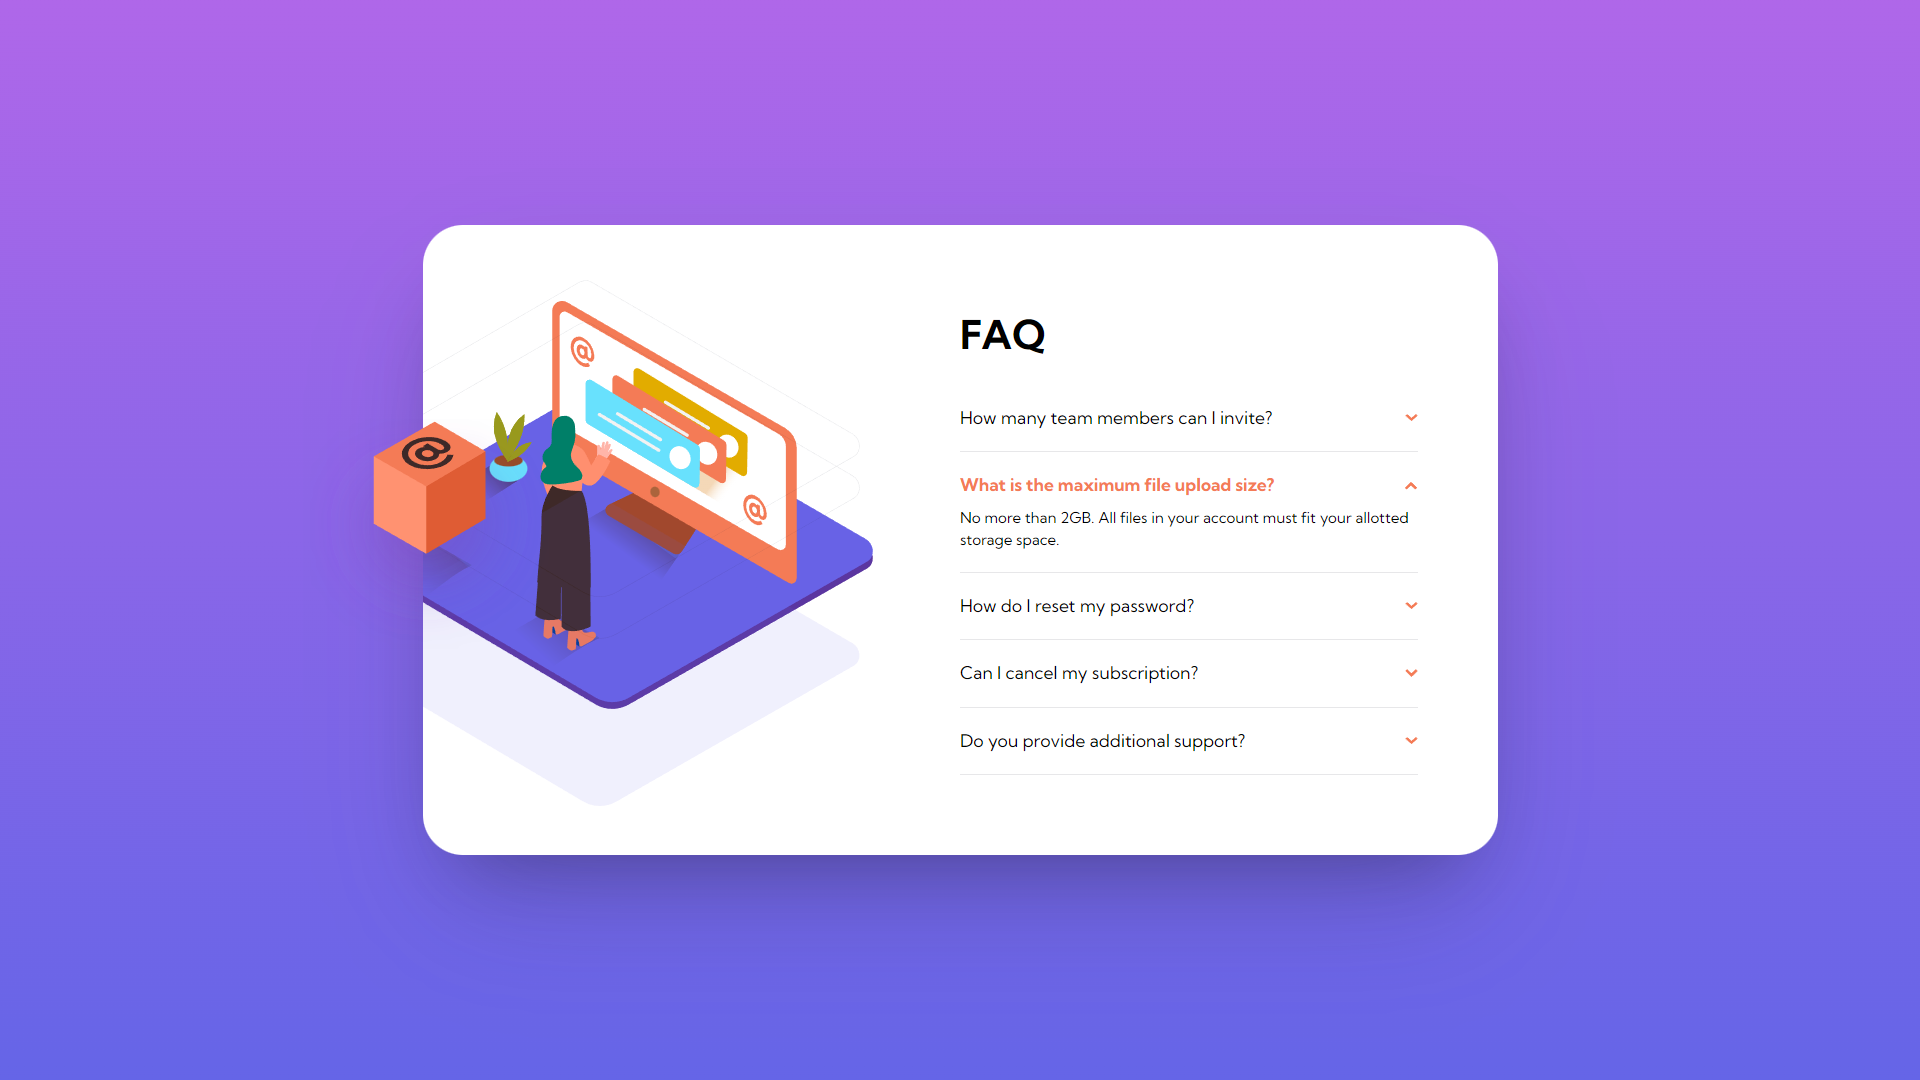 FAQ
How many team members can I invite?
What is the maximum file upload size?
No more than 2GB. All files in your account must fit your allotted
storage space.
How do I reset my password?
Can I cancel my subscription?
Do you provide additional support?
@
@
@